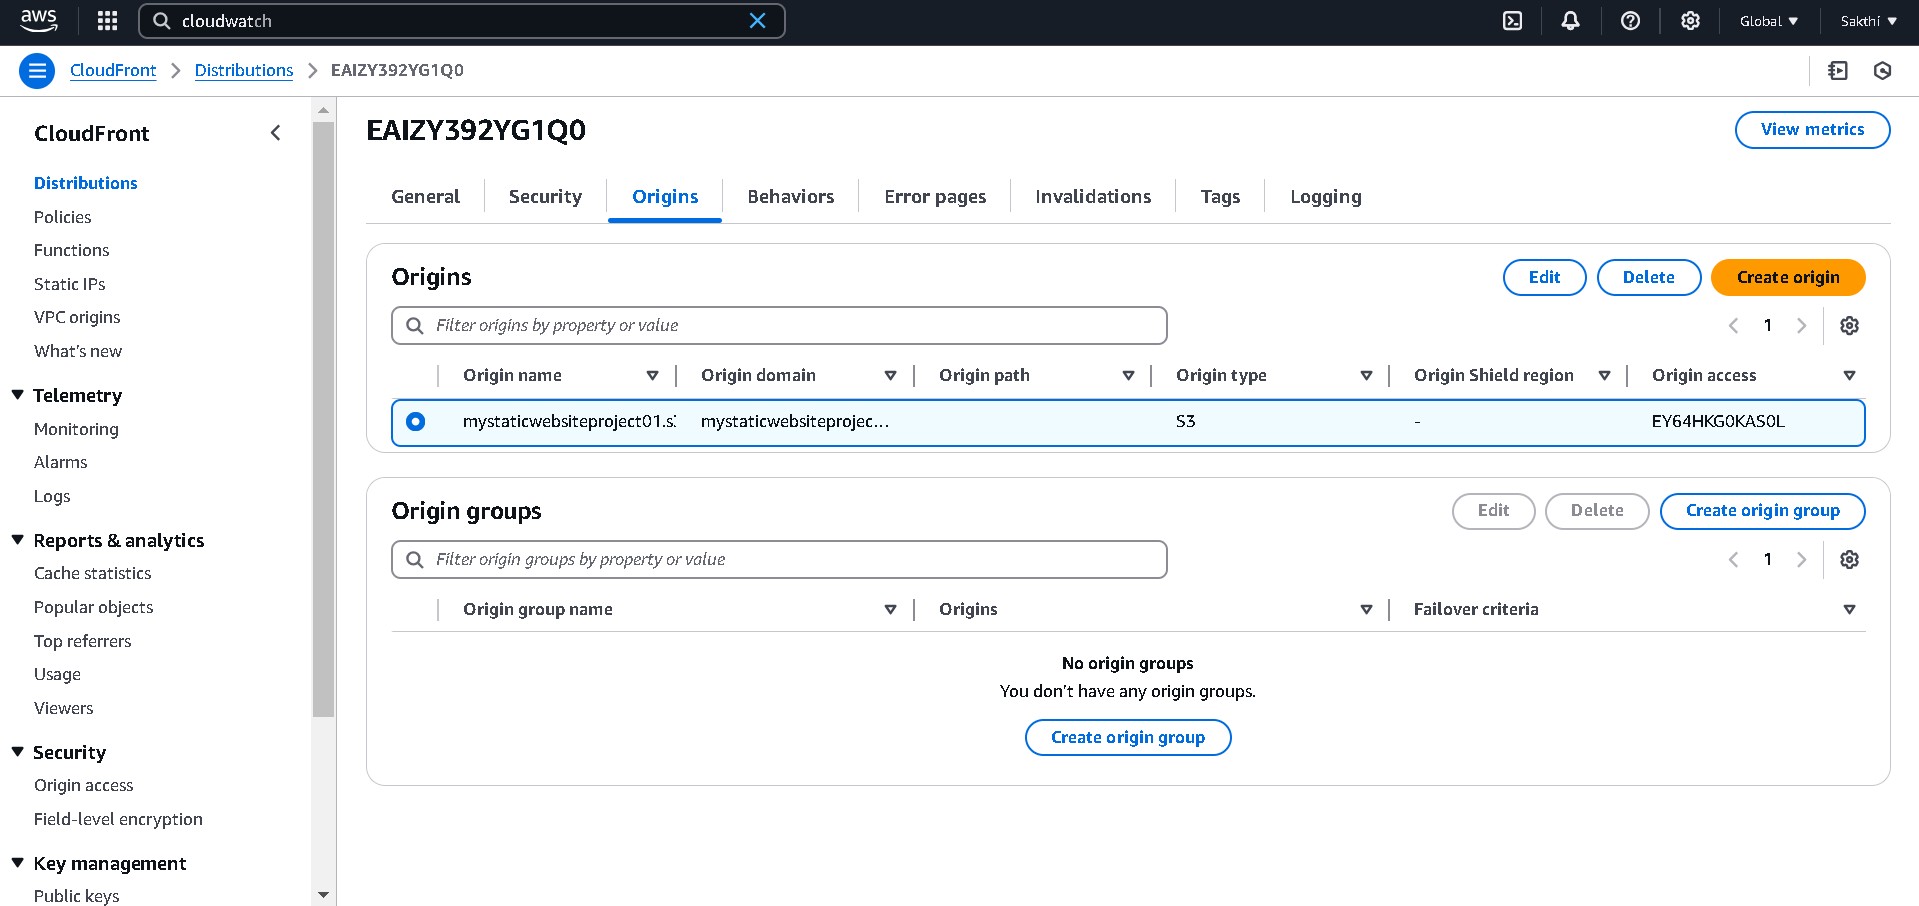 aws
cloudwatch
Global
Sakthi
CloudFront
Distributions
EAIZY392YG1Q0
CloudFront
Distributions
Policies
Functions
Static IPs
VPC origins
What's new
Telemetry
Monitoring
Alarms
Logs
Reports & analytics
Cache statistics
Popular objects
Top referrers
Usage
Viewers
Security
Origin access
Field-level encryption
Key management
Public keys
EAIZY392YG1Q0
View metrics
General
Security
Origins
Behaviors
Error pages
Invalidations
Tags
Logging
Origins
Edit
Delete
Create origin
Filter origins by property or value
1
Origin name
Origin domain
Origin path
Origin type
Origin Shield region
Origin access
mystaticwebsiteproject01.s
mystaticwebsiteprojec...
S3
-
EY64HKG0KAS0L
Origin groups
Edit
Delete
Create origin group
Filter origin groups by property or value
1
Origin group name
Origins
Failover criteria
No origin groups
You don't have any origin groups.
Create origin group